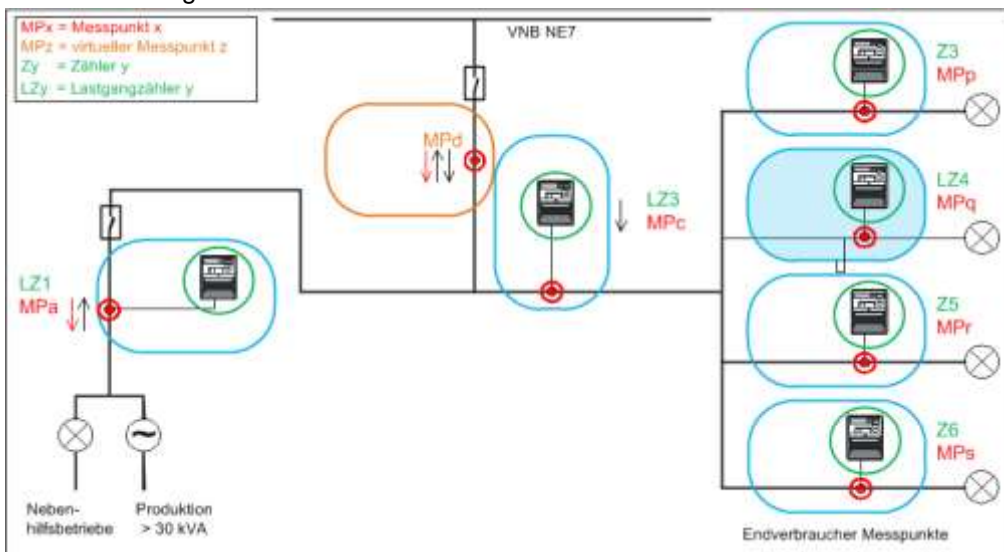 MPx = Messpunkt x
MPz = virtueller Messpunkt z
Zy = Zähler y
LZy = Lastgangzähler y
VNB NE7
Z3
MPp
MPd
LZ3
MPc
LZ4
MPq
LZ1
MPa
Z5
MPr
Z6
MPs
Neben-
hilfsbetriebe
Produktion
> 30 kVA
Endverbraucher Messpunkte